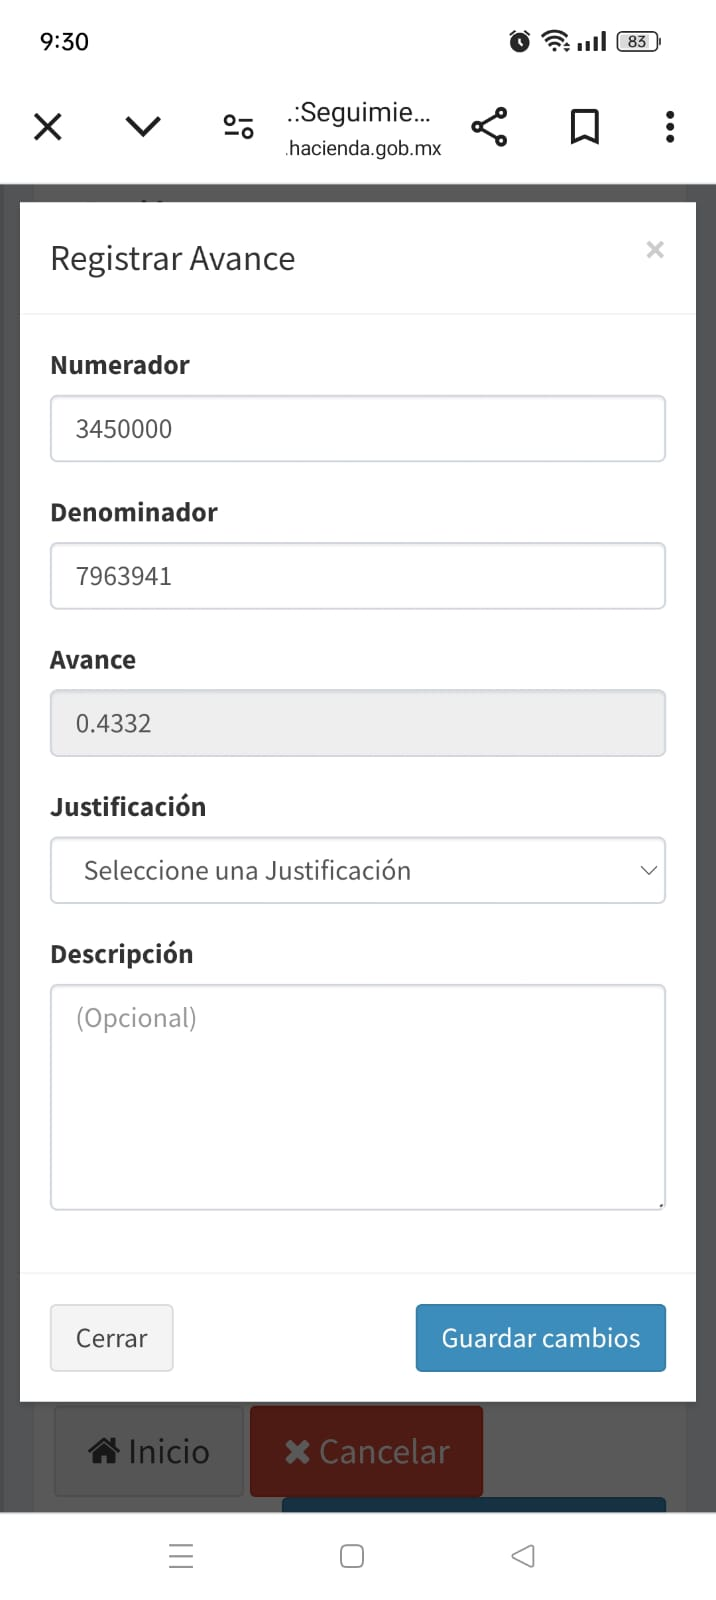 9:30
83
.:Seguimie...
.hacienda.gob.mx
Registrar Avance
×
Numerador
3450000
Denominador
7963941
Avance
0.4332
Justificación
Seleccione una Justificación
Descripción
(Opcional)
Cerrar
Guardar cambios
Inicio
Cancelar